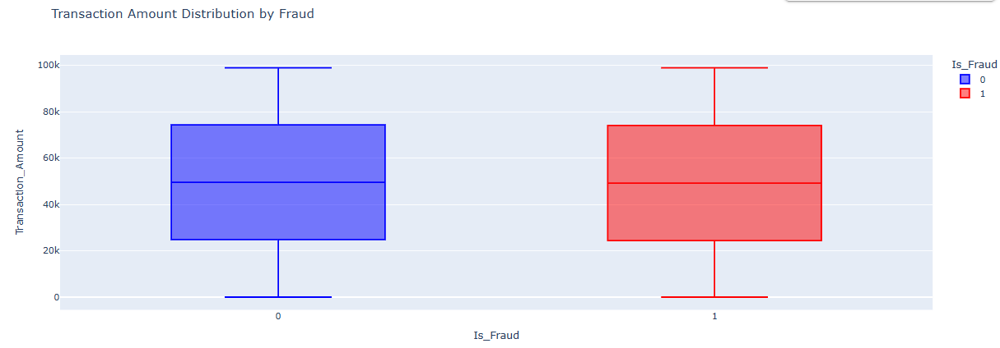 Transaction Amount Distribution by Fraud
100k
80k
60k
40k
20k
0
Transaction_Amount
0
1
Is_Fraud
Is_Fraud
0
1